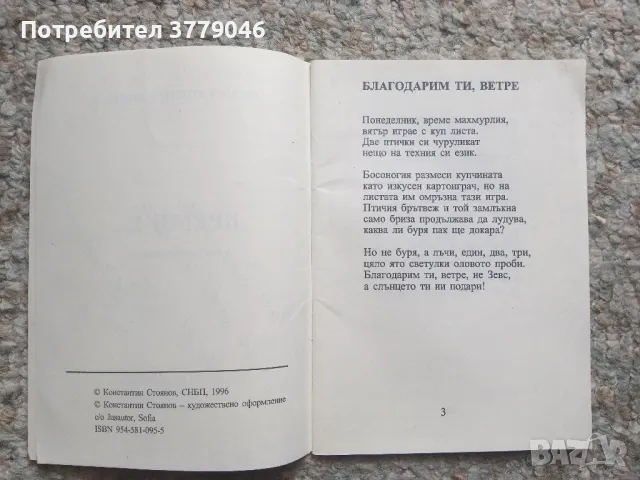 Потребител 3779046
© Константин Стоянов, СНБП, 1996
© Константин Стоянов – художествено оформление
c/o Jusautor, Sofia
ISBN 954-581-095-5
БЛАГОДАРИМ ТИ, ВЕТРЕ
Понеделник, време махмурлия,
вятър играе с куп листа.
Две птички си чуруликат
нещо на техния си език.
Босоногия размеси купчината
като изкусен картоиграч, но на
листата им омръзна тази игра.
Птичия брътвеж и той замлъкна
само бриза продължава да лудува,
каква ли буря пак ще докара?
Но не буря, а лъчи, един, два, три,
цяло ято светулки оловото проби.
Благодарим ти, ветре, не Зевс,
а слънцето ти ни подари!
3
BAZAR